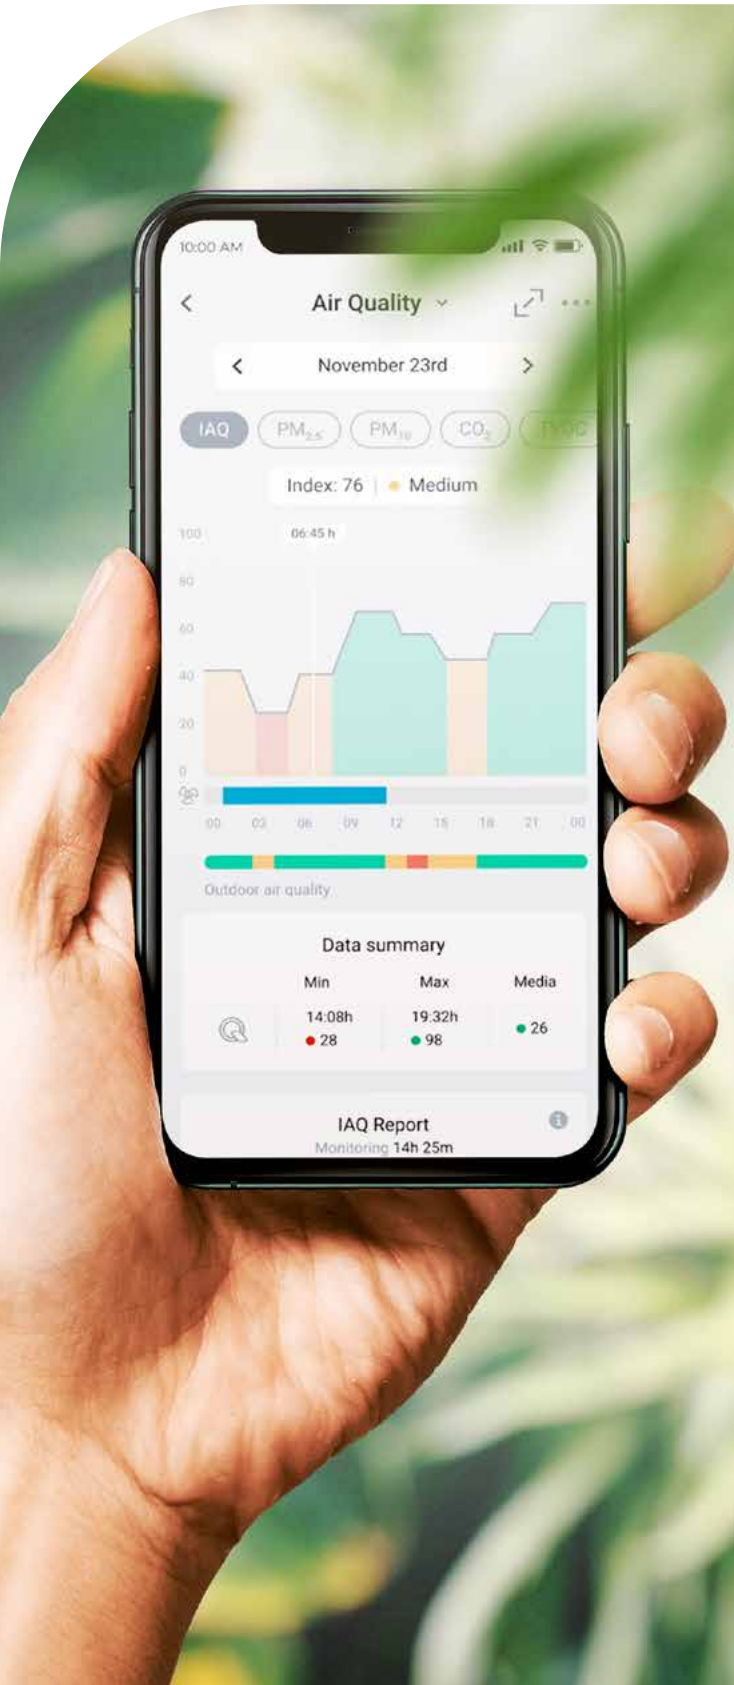 10:00 AM
Air Quality
November 23rd
IAQ PM2.5 PM10 CO2 TVOC
Index: 76 Medium
100 06:45 h
80
60
40
20
0
00 03 06 09 12 15 18 21 00
Outdoor air quality
Data summary
Min Max Media
14:08h 19:32h
28 98 26
IAQ Report
Monitoring 14h 25m